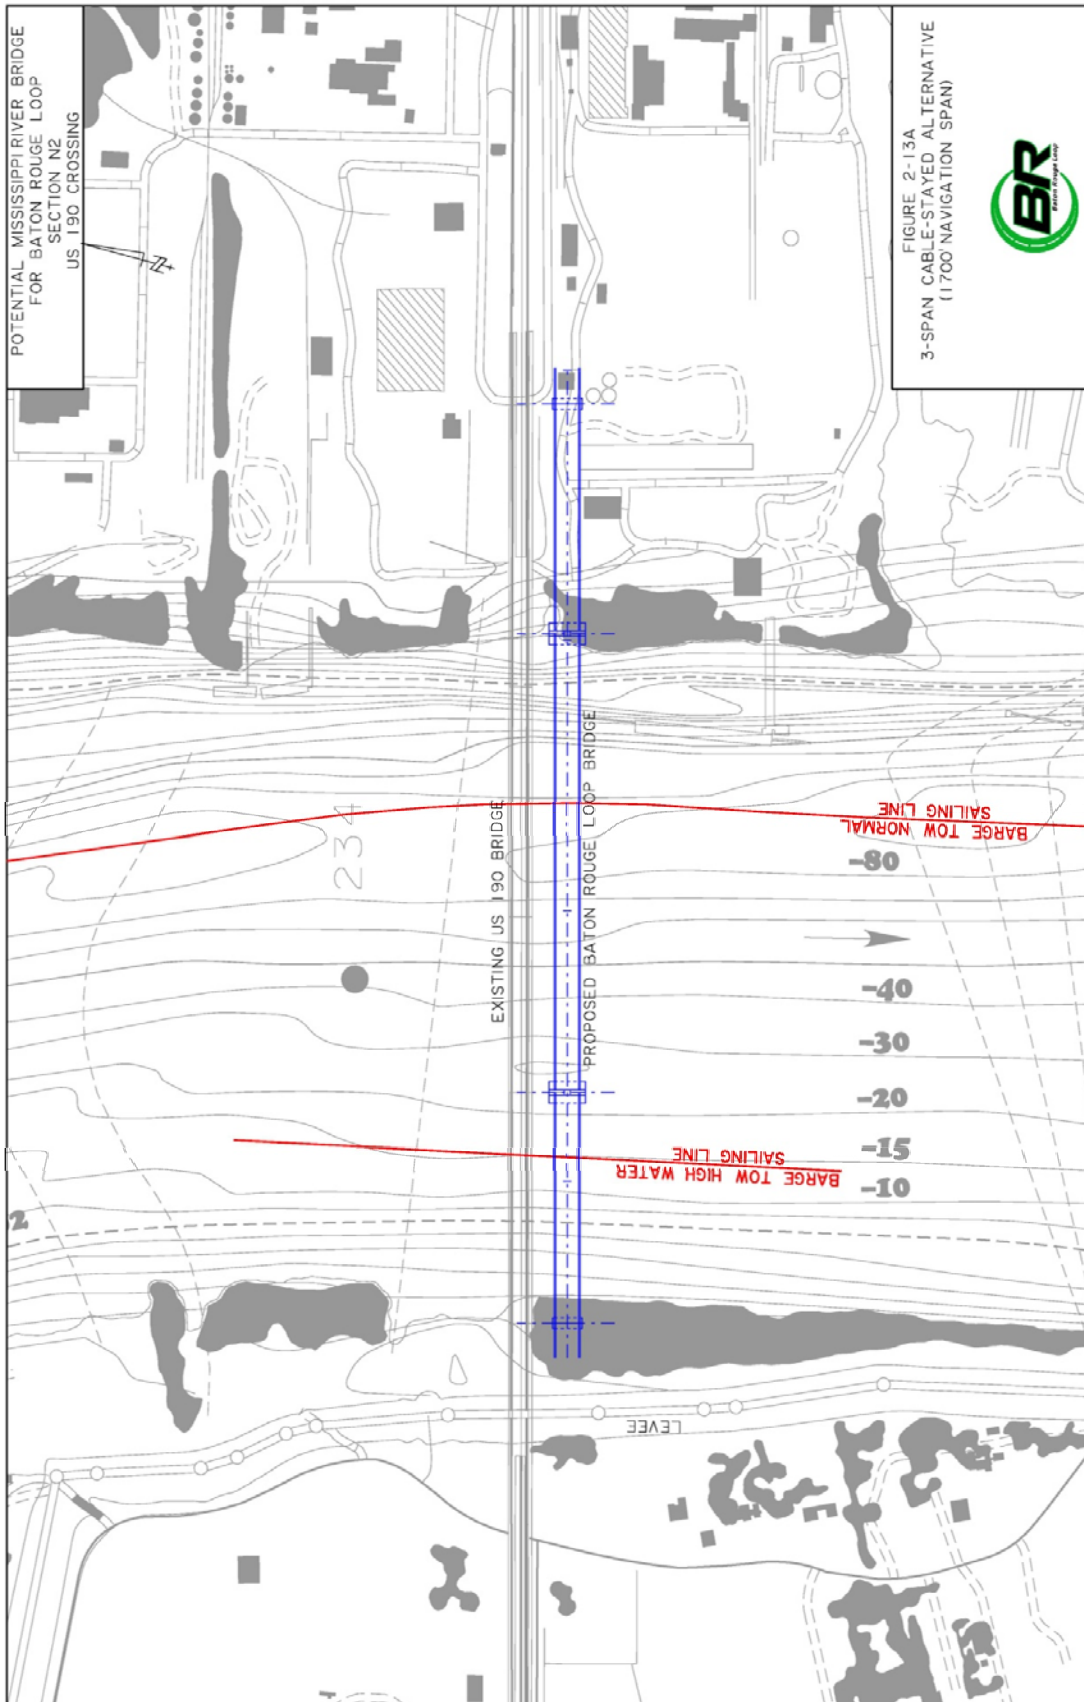 POTENTIAL MISSISSIPPI RIVER BRIDGE
FOR BATON ROUGE LOOP
SECTION N2
US 190 CROSSING
N
FIGURE 2-13A
3-SPAN CABLE-STAYED ALTERNATIVE
(1700' NAVIGATION SPAN)
BR
Baton Rouge Loop
234
EXISTING US 190 BRIDGE
PROPOSED BATON ROUGE LOOP BRIDGE
BARGE TOW NORMAL
SAILING LINE
-80
-40
-30
-20
-15
-10
BARGE TOW HIGH WATER
SAILING LINE
2
LEVEE